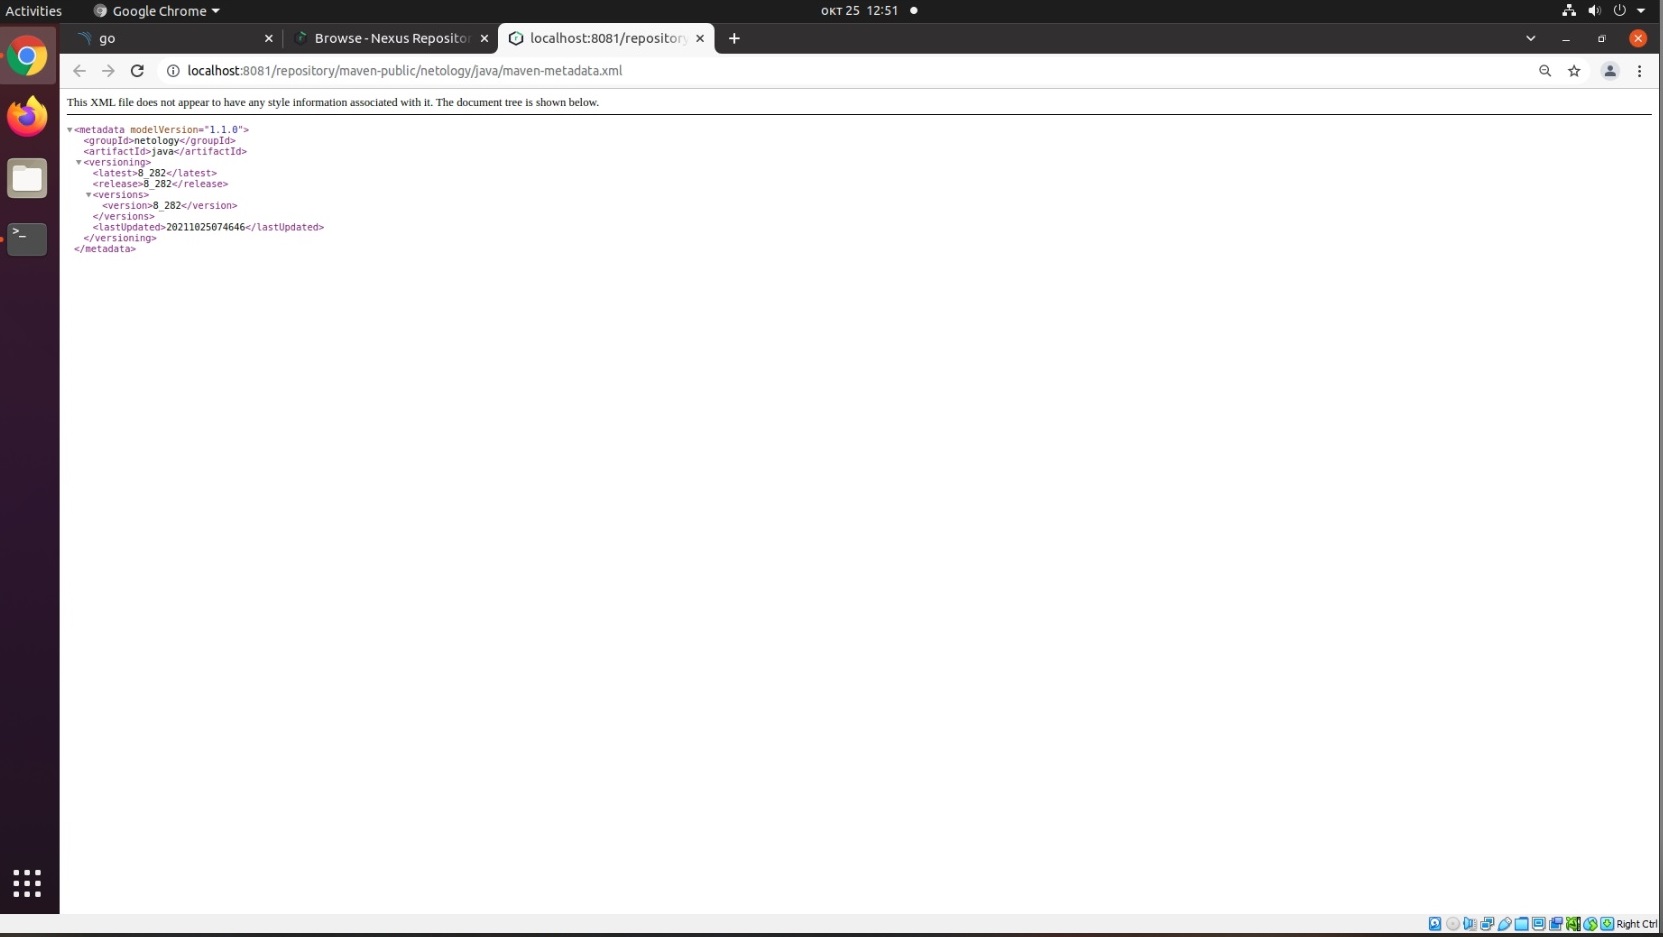 Activities
Google Chrome
окт 25 12:51
go
Browse - Nexus Reposito
localhost:8081/repository
localhost:8081/repository/maven-public/netology/java/maven-metadata.xml
This XML file does not appear to have any style information associated with it. The document tree is shown below.
<metadata modelVersion="1.1.0">
<groupId>netology</groupId>
<artifactId>java</artifactId>
<versioning>
<latest>8_282</latest>
<release>8_282</release>
<versions>
<version>8_282</version>
</versions>
<lastUpdated>20211025074646</lastUpdated>
</versioning>
</metadata>
Right Ctrl